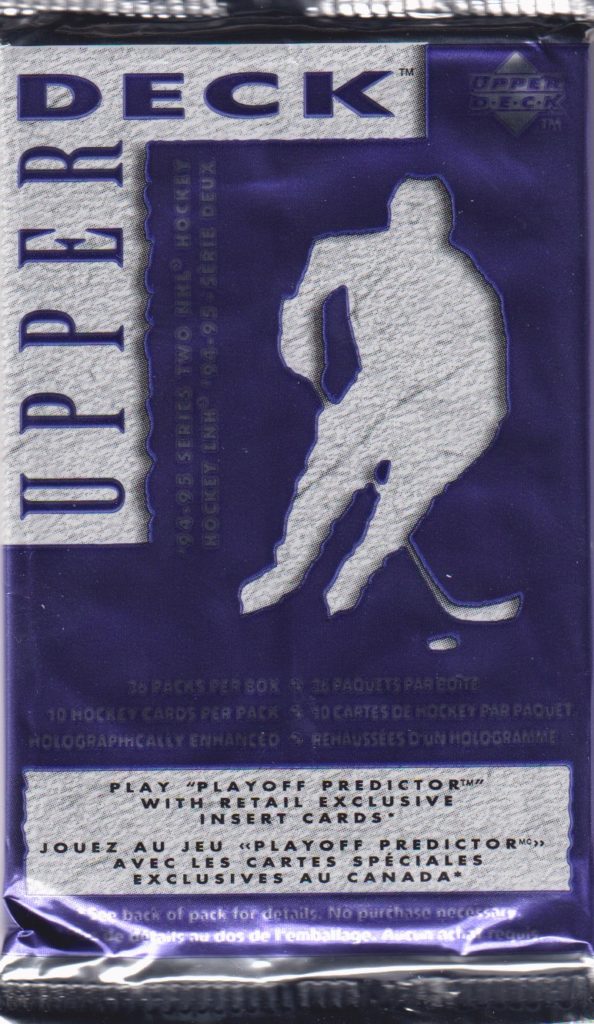 UPPER
DECK™
UPPER
D·E·C·K
TM
'94-95 SERIES TWO NHL® HOCKEY
HOCKEY LNH® '94-95 SÉRIE DEUX
36 PACKS PER BOX 36 PAQUETS PAR BOÎTE
10 HOCKEY CARDS PER PACK 10 CARTES DE HOCKEY PAR PAQUET
HOLOGRAPHICALLY ENHANCED REHAUSSÉES D'UN HOLOGRAMME
PLAY "PLAYOFF PREDICTOR™"
WITH RETAIL EXCLUSIVE
INSERT CARDS*
JOUEZ AU JEU «PLAYOFF PREDICTORᴹᶜ»
AVEC LES CARTES SPÉCIALES
EXCLUSIVES AU CANADA*
*See back of pack for details. No purchase necessary.
de détails au dos de l'emballage. Aucun achat requis